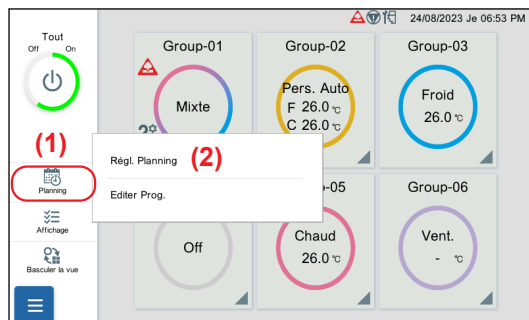 24/08/2023 Je 06:53 PM
Tout
Off On
Group-01
Group-02
Group-03
Mixte
Pers. Auto
F 26.0 °C
C 26.0 °C
Froid
26.0 °C
(1)
Régl. Planning (2)
Editer Prog.
Planning
Affichage
Basculer la vue
-05
Group-06
Off
Chaud
26.0 °C
Vent.
- °C